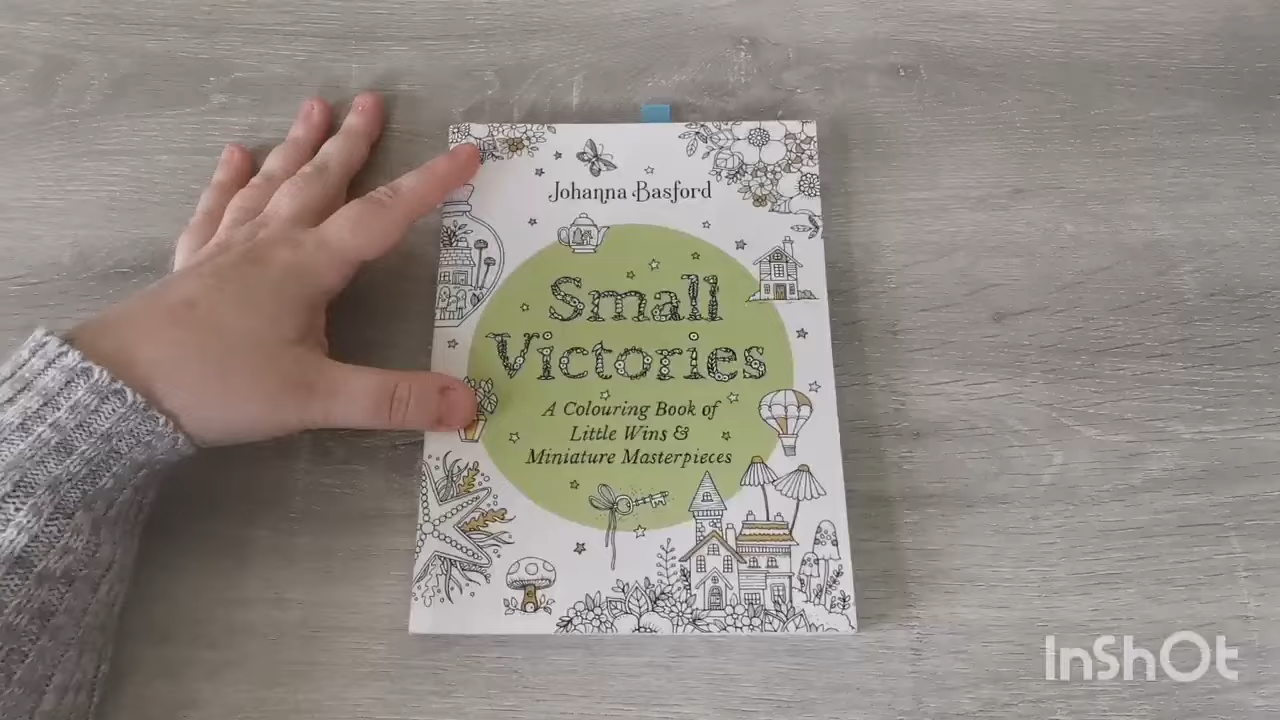 Johanna Basford
Small
Victories
A Colouring Book of
Little Wins &
Miniature Masterpieces
InShOt